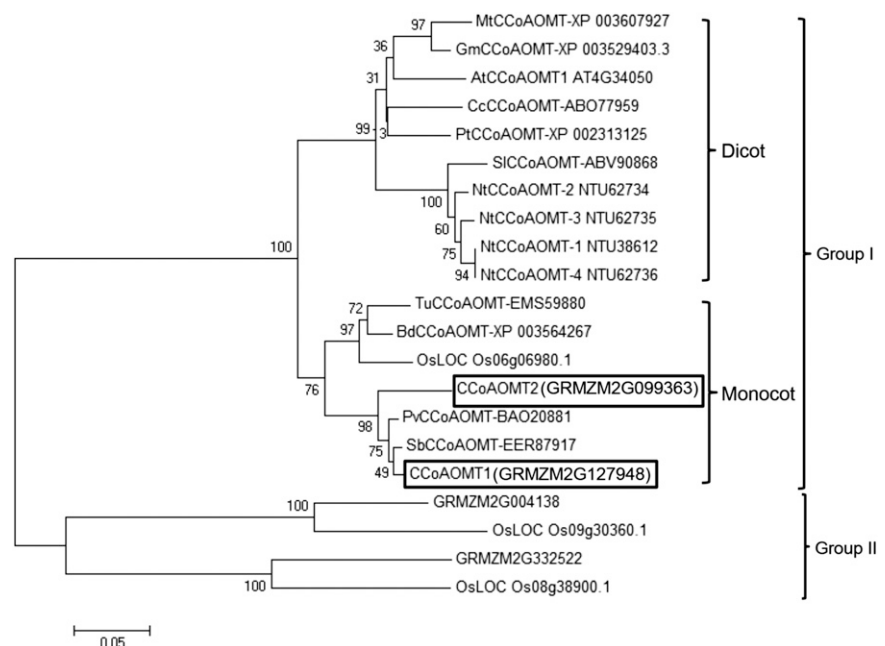 97
MtCCoAOMT-XP 003607927
36
GmCCoAOMT-XP 003529403.3
31
AtCCoAOMT1 AT4G34050
CcCCoAOMT-ABO77959
99
3
PtCCoAOMT-XP 002313125
Dicot
SlCCoAOMT-ABV90868
100
NtCCoAOMT-2 NTU62734
60
NtCCoAOMT-3 NTU62735
75
NtCCoAOMT-1 NTU38612
94
NtCCoAOMT-4 NTU62736
100
Group I
72
TuCCoAOMT-EMS59880
97
BdCCoAOMT-XP 003564267
OsLOC Os06g06980.1
76
CCoAOMT2(GRMZM2G099363)
Monocot
98
PvCCoAOMT-BAO20881
75
SbCCoAOMT-EER87917
49
CCoAOMT1(GRMZM2G127948)
100
GRMZM2G004138
OsLOC Os09g30360.1
Group II
GRMZM2G332522
100
OsLOC Os08g38900.1
0.05